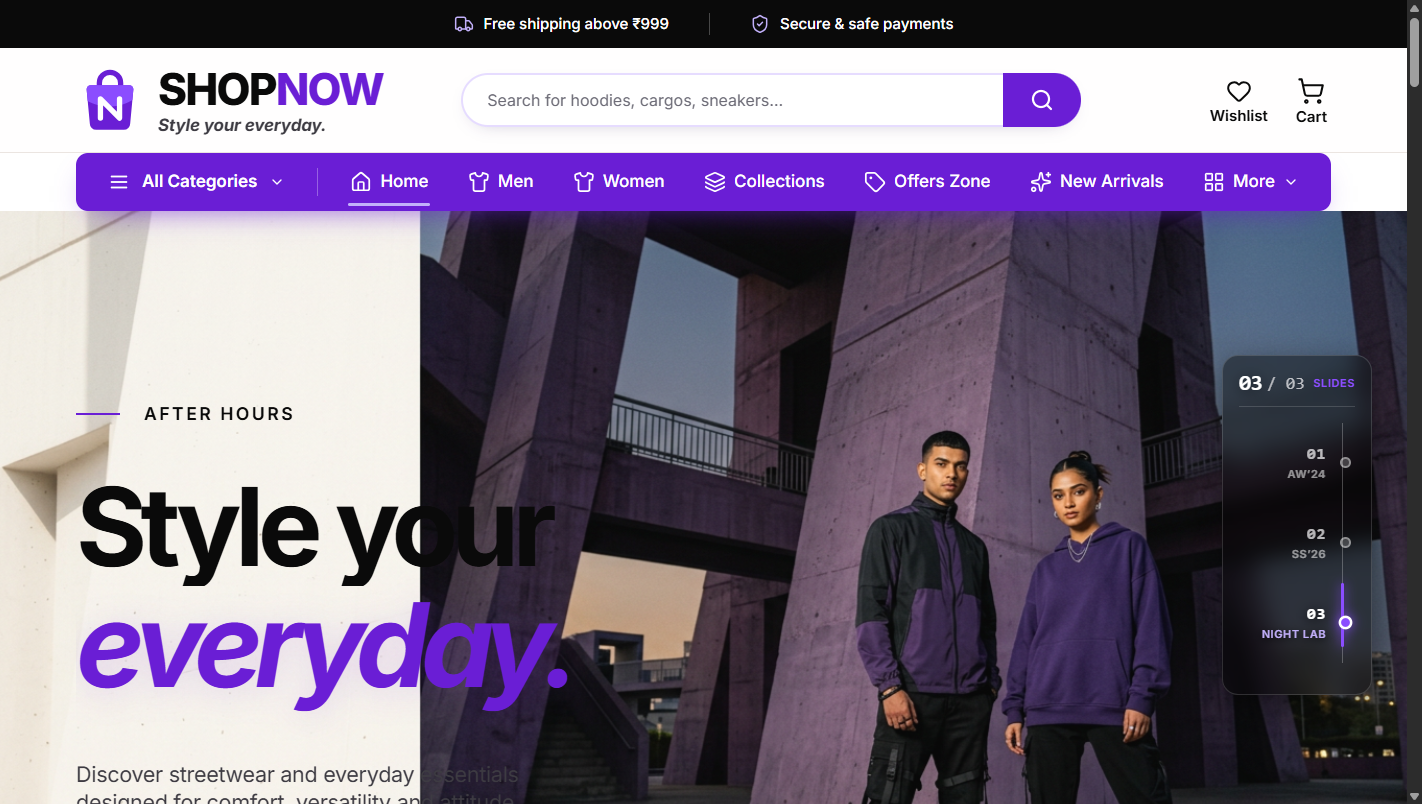 Free shipping above ₹999
Secure & safe payments
N
SHOPNOW
Style your everyday.
Search for hoodies, cargos, sneakers...
Wishlist
Cart
All Categories
Home
Men
Women
Collections
Offers Zone
New Arrivals
More
03 / 03 SLIDES
01
AW'24
02
SS'26
03
NIGHT LAB
AFTER HOURS
Style your
everyday.
Discover streetwear and everyday essentials
designed for comfort, versatility and attitude.